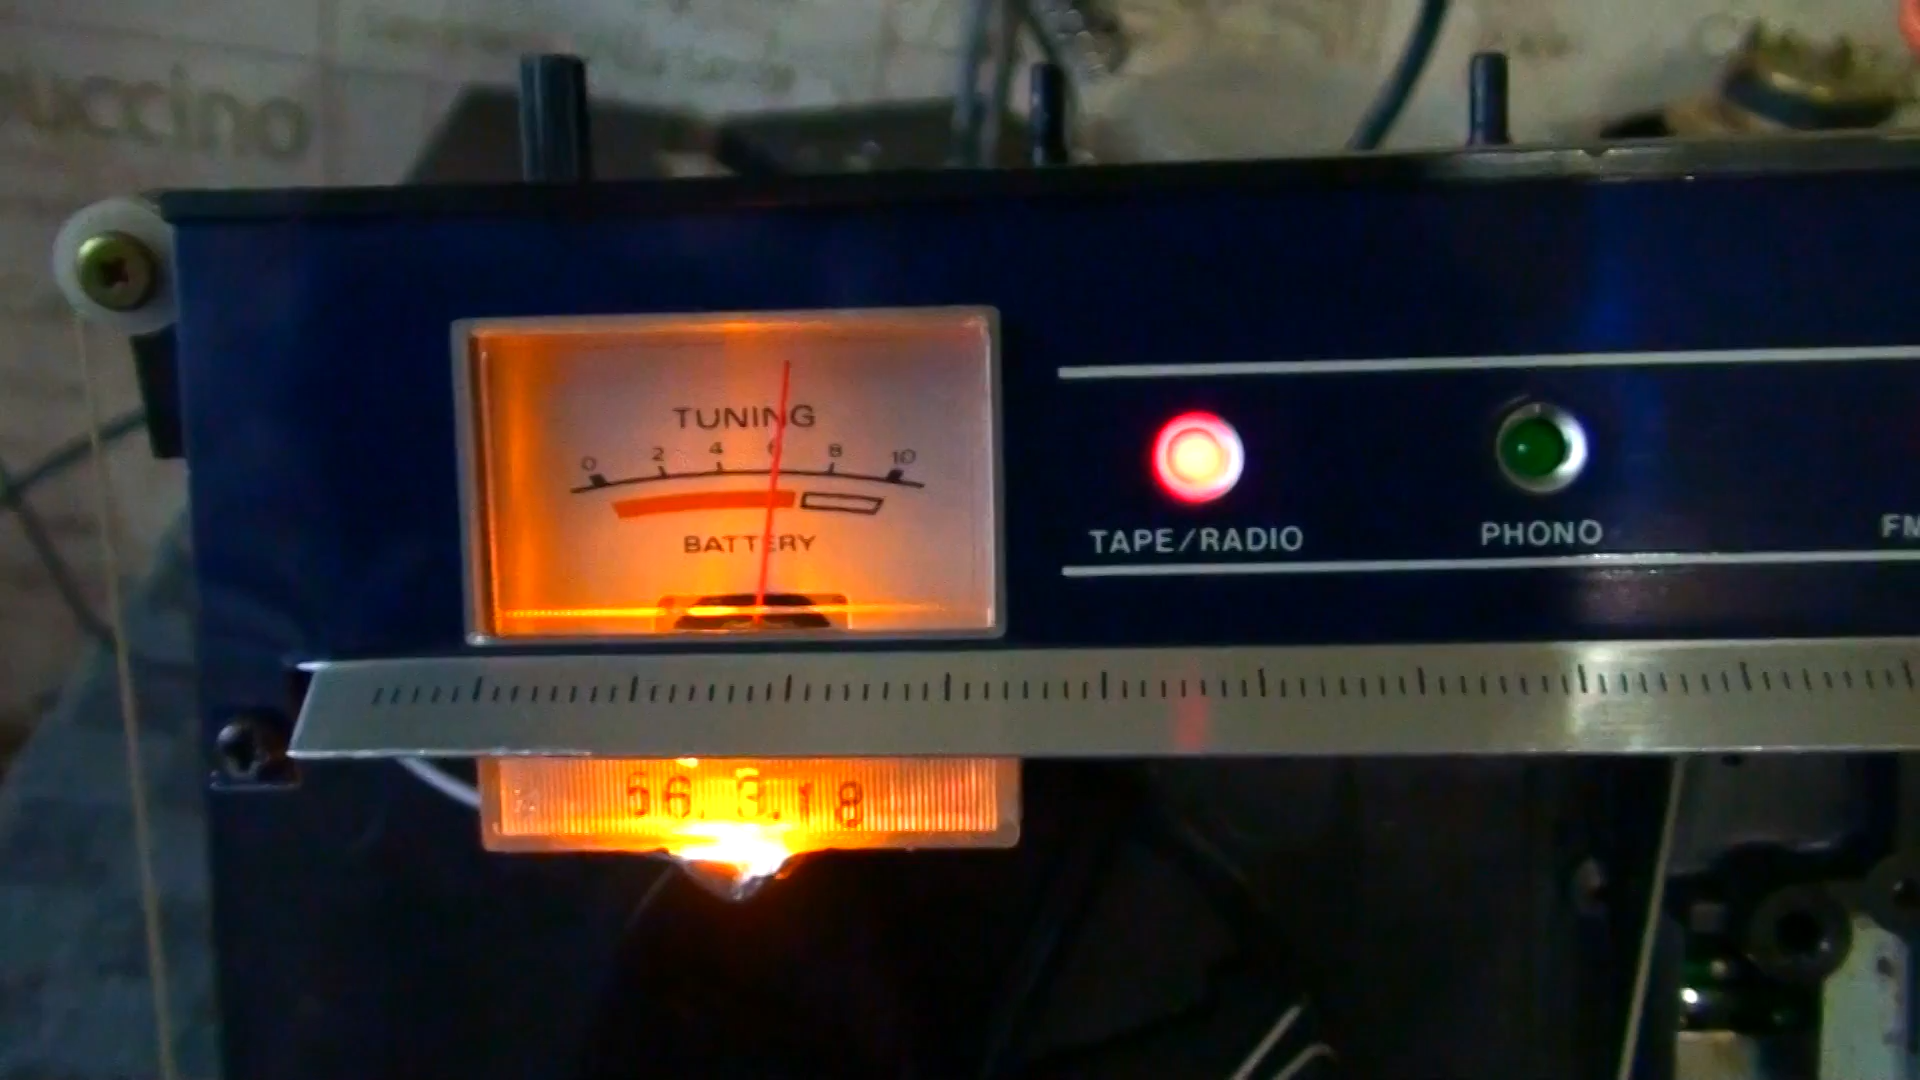 uccino
TUNING
0 2 4 6 8 10
BATTERY
TAPE/RADIO
PHONO
FM
56. 3.18